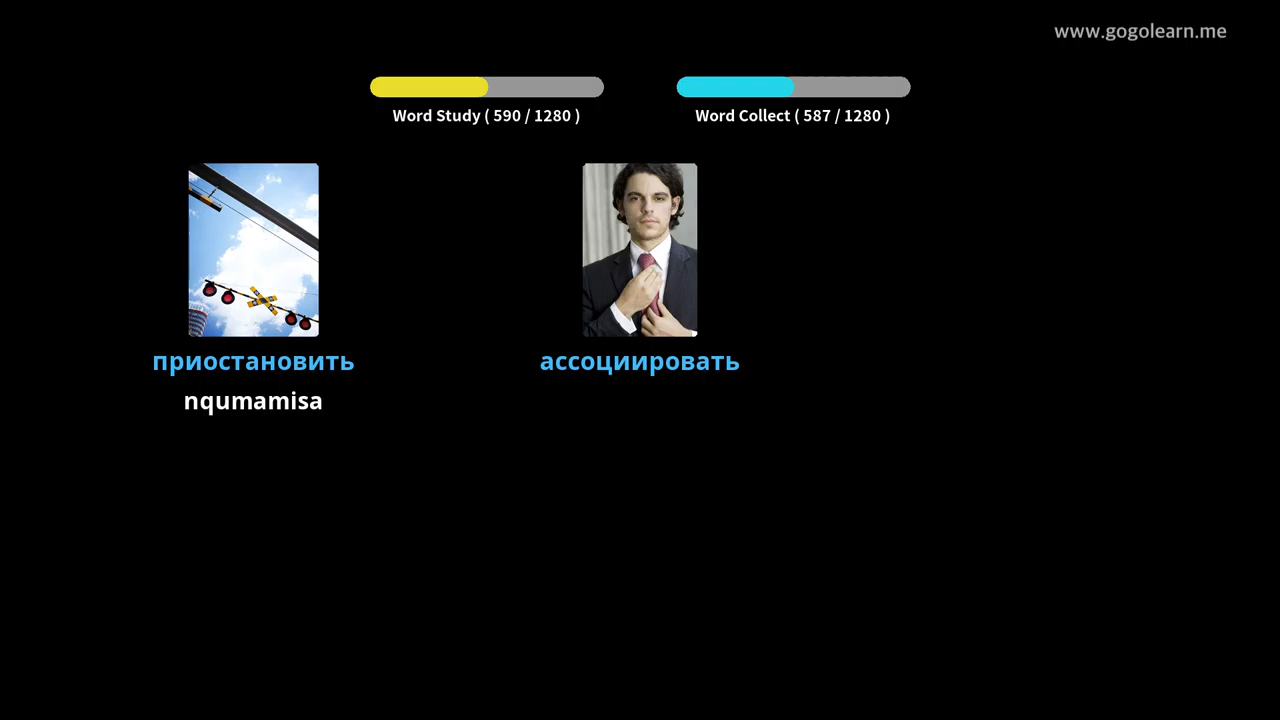 www.gogolearn.me
Word Study ( 590 / 1280 )
Word Collect ( 587 / 1280 )
приостановить
ассоциировать
nqumamisa